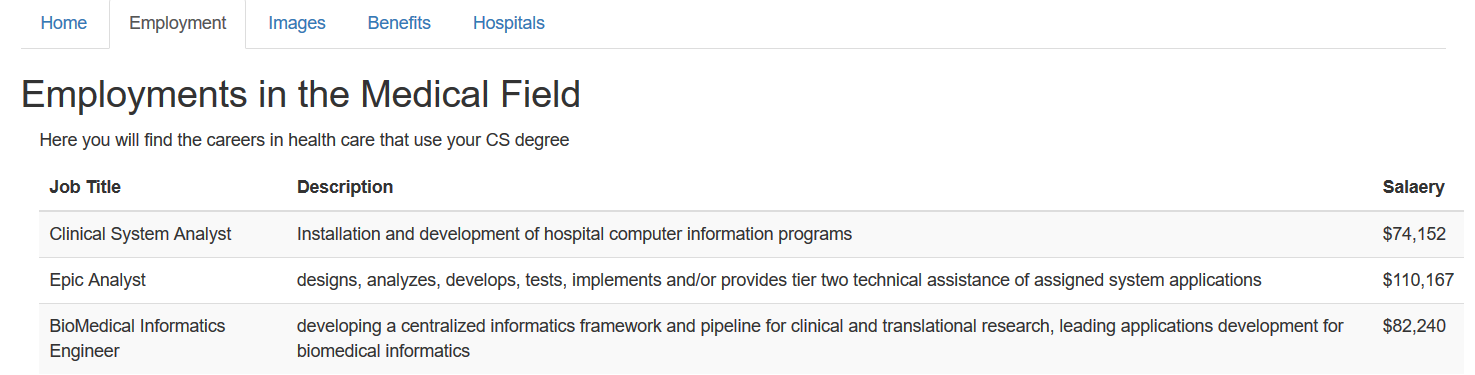 Home Employment Images Benefits Hospitals
Employments in the Medical Field
Here you will find the careers in health care that use your CS degree
Job Title Description Salaery
Clinical System Analyst Installation and development of hospital computer information programs $74,152
Epic Analyst designs, analyzes, develops, tests, implements and/or provides tier two technical assistance of assigned system applications $110,167
BioMedical Informatics developing a centralized informatics framework and pipeline for clinical and translational research, leading applications development for $82,240
Engineer biomedical informatics